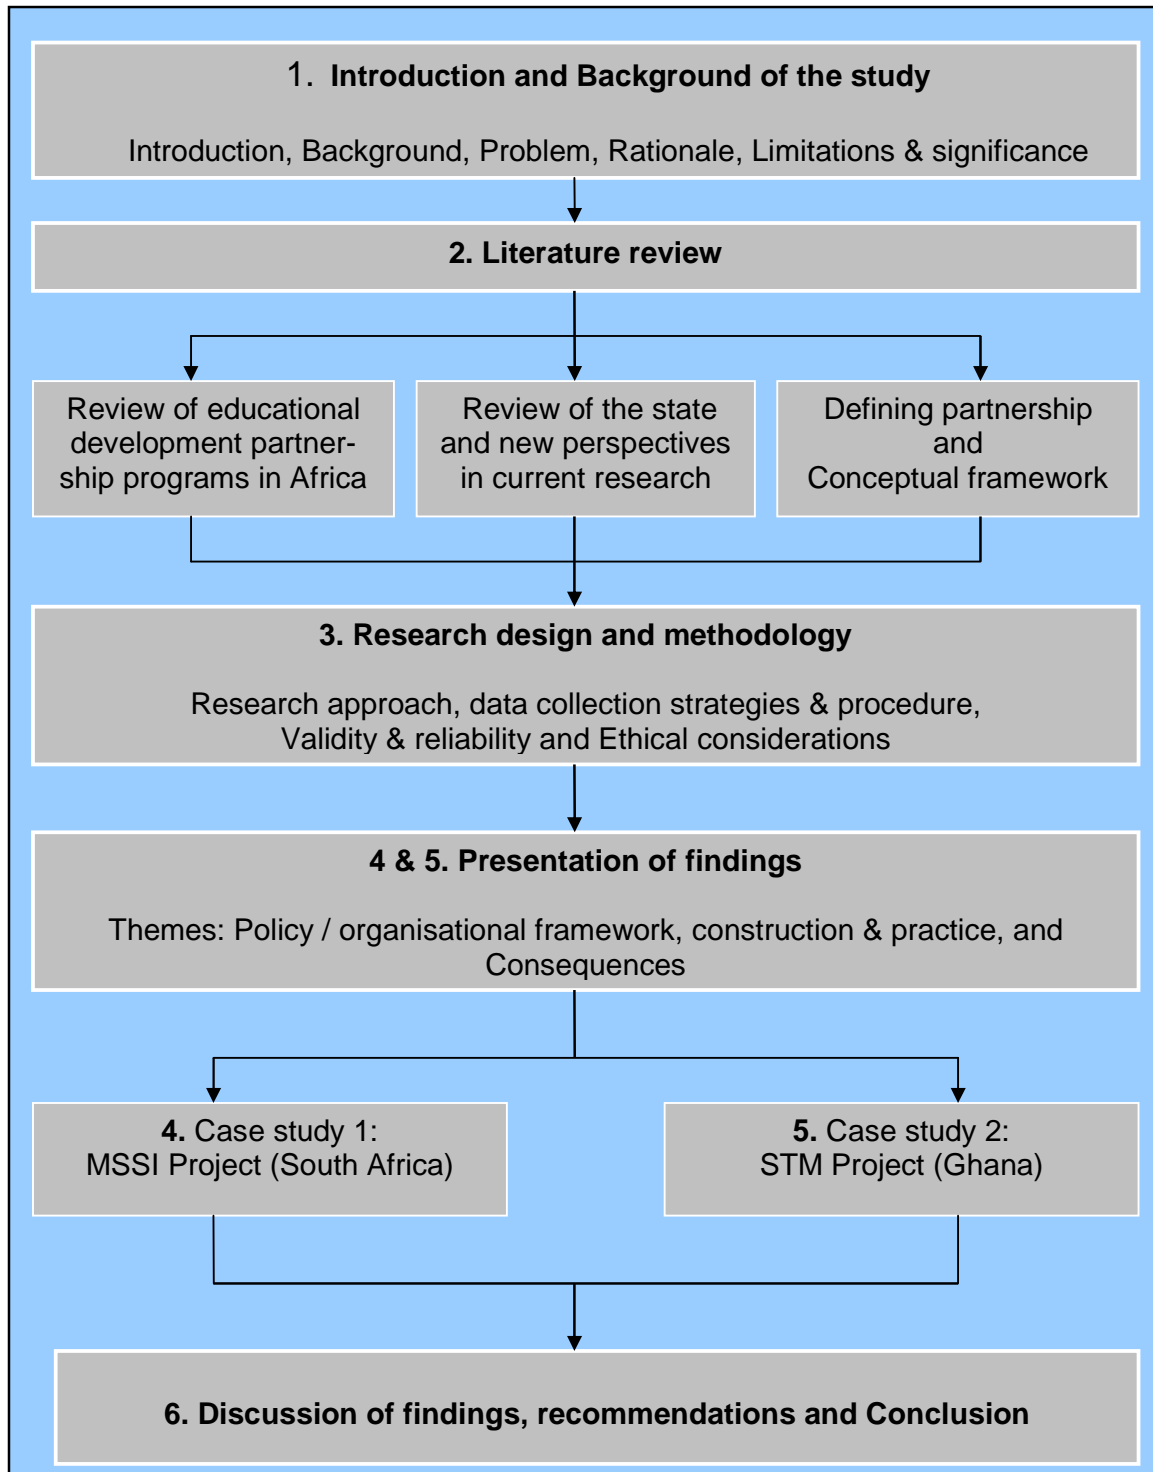 1. Introduction and Background of the study
Introduction, Background, Problem, Rationale, Limitations & significance
2. Literature review
Review of educational
development partner-
ship programs in Africa
Review of the state
and new perspectives
in current research
Defining partnership
and
Conceptual framework
3. Research design and methodology
Research approach, data collection strategies & procedure,
Validity & reliability and Ethical considerations
4 & 5. Presentation of findings
Themes: Policy / organisational framework, construction & practice, and
Consequences
4. Case study 1:
MSSI Project (South Africa)
5. Case study 2:
STM Project (Ghana)
6. Discussion of findings, recommendations and Conclusion